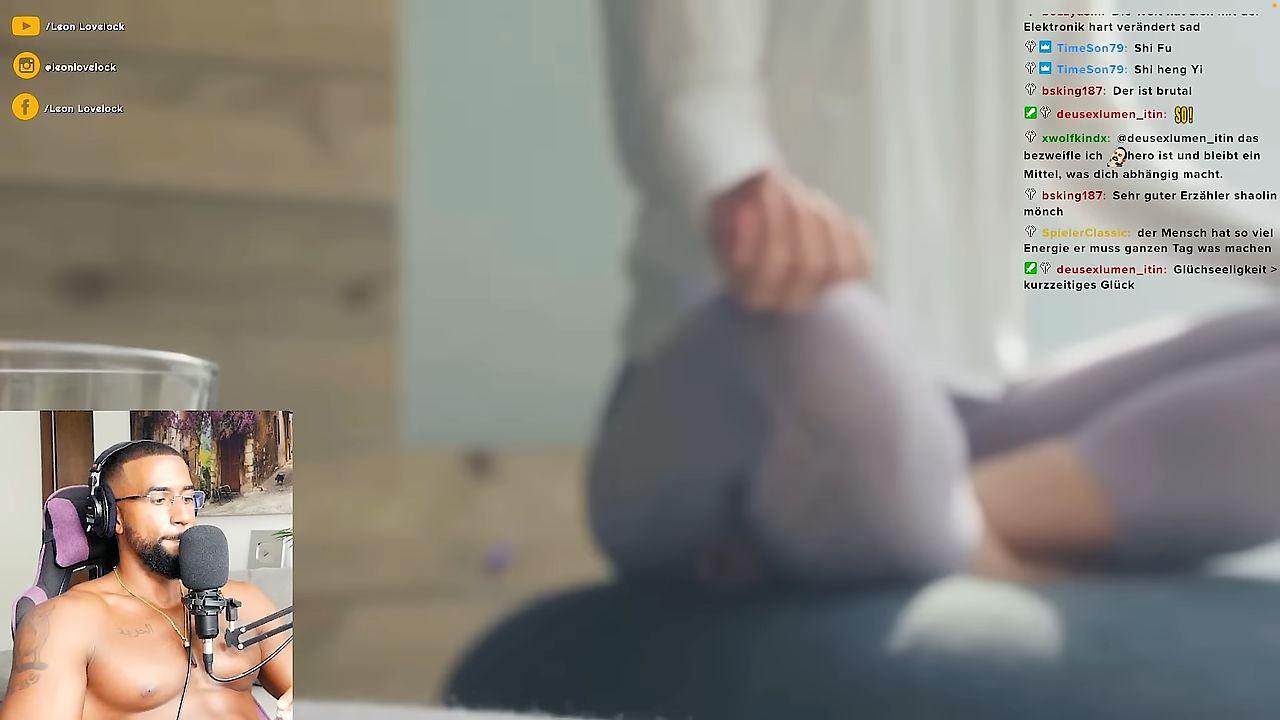 /Leon Lovelock
@leonlovelock
/Leon Lovelock
Elektronik hart verändert sad
TimeSon79: Shi Fu
TimeSon79: Shi heng Yi
bsking187: Der ist brutal
deusexlumen_itin: SO!
xwolfkindx: @deusexlumen_itin das
bezweifle ich hero ist und bleibt ein
Mittel, was dich abhängig macht.
bsking187: Sehr guter Erzähler shaolin
mönch
SpielerClassic: der Mensch hat so viel
Energie er muss ganzen Tag was machen
deusexlumen_itin: Glüchseeligkeit >
kurzzeitiges Glück
الحرية